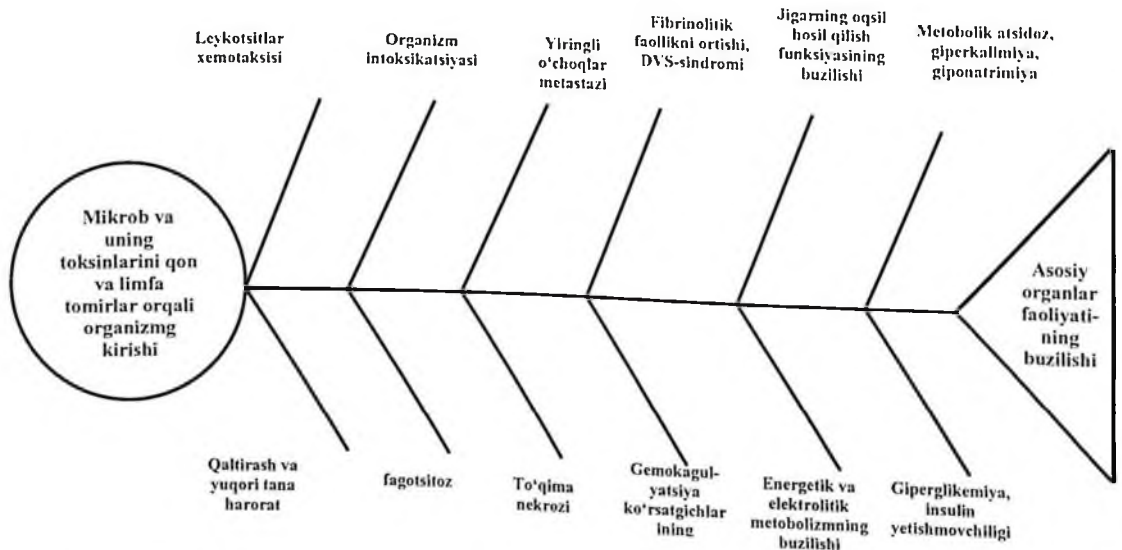 Leykotsitlar
xemotaksisi
Organizm
intoksikatsiyasi
Yiringli
o‘choqlar
metastazi
Fibrinolitik
faollikni ortishi,
DVS-sindromi
Jigarning oqsil
hosil qilish
funksiyasining
buzilishi
Metobolik atsidoz,
giperkalimiya,
giponatrimiya
Mikrob va
uning
toksinlarini qon
va limfa
tomirlar orqali
organizmg
kirishi
Asosiy
organlar
faoliyati-
ning
buzilishi
Qaltirash va
yuqori tana
harorat
fagotsitoz
To‘qima
nekrozi
Gemokagul-
yatsiya
ko‘rsatgichlar
ining
Energetik va
elektrolitik
metobolizmning
buzilishi
Giperglikemiya,
insulin
yetishmovchiligi